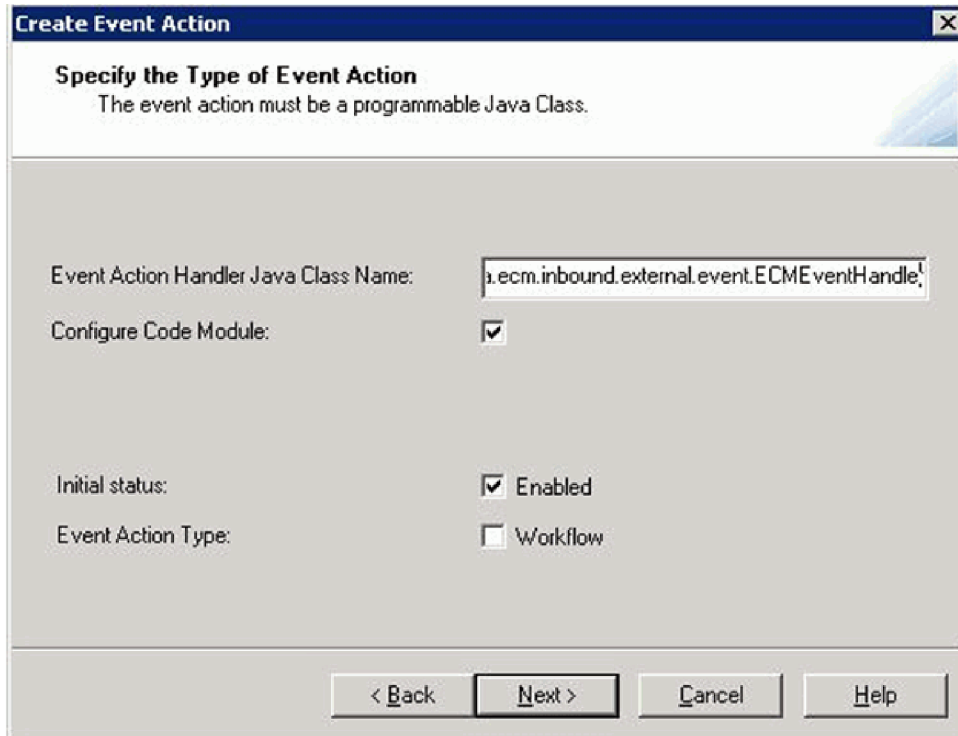 Create Event Action
Specify the Type of Event Action
The event action must be a programmable Java Class.
Event Action Handler Java Class Name:
.ecm.inbound.external.event.ECMEventHandle
Configure Code Module:
Initial status:
Enabled
Event Action Type:
Workflow
< Back
Next >
Cancel
Help